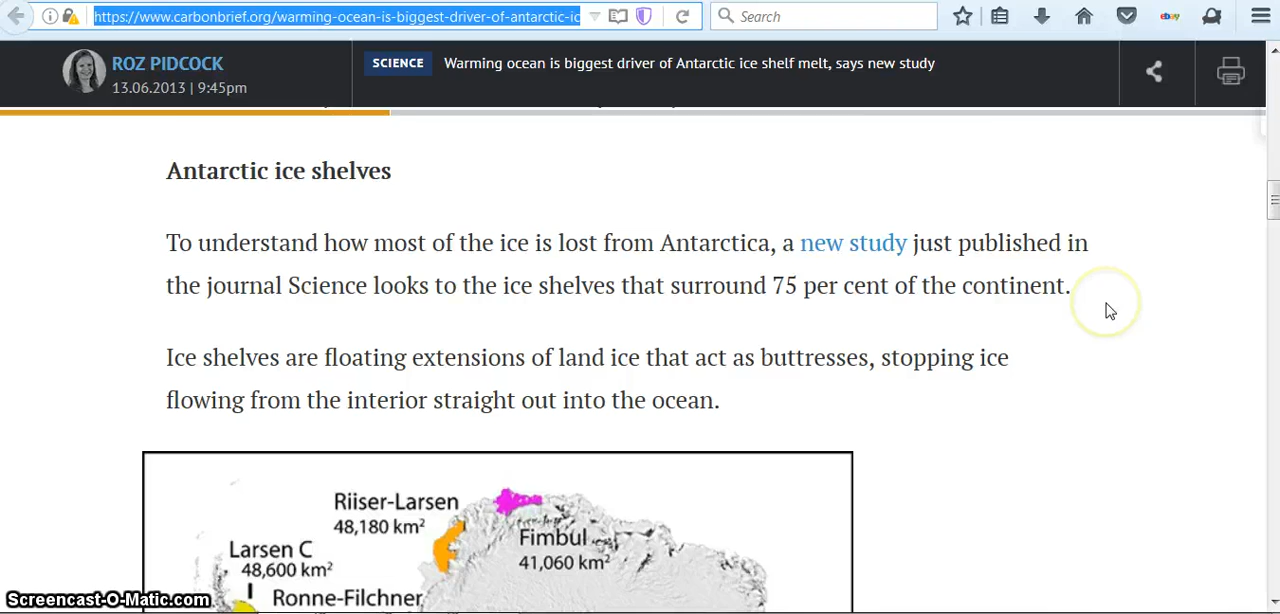 https://www.carbonbrief.org/warming-ocean-is-biggest-driver-of-antarctic-ic
Search
ebay
ROZ PIDCOCK
13.06.2013 | 9:45pm
SCIENCE
Warming ocean is biggest driver of Antarctic ice shelf melt, says new study
Antarctic ice shelves
To understand how most of the ice is lost from Antarctica, a new study just published in
the journal Science looks to the ice shelves that surround 75 per cent of the continent.
Ice shelves are floating extensions of land ice that act as buttresses, stopping ice
flowing from the interior straight out into the ocean.
Riiser-Larsen
48,180 km²
Fimbul
41,060 km²
Larsen C
48,600 km²
Ronne-Filchner
Screencast-O-Matic.com